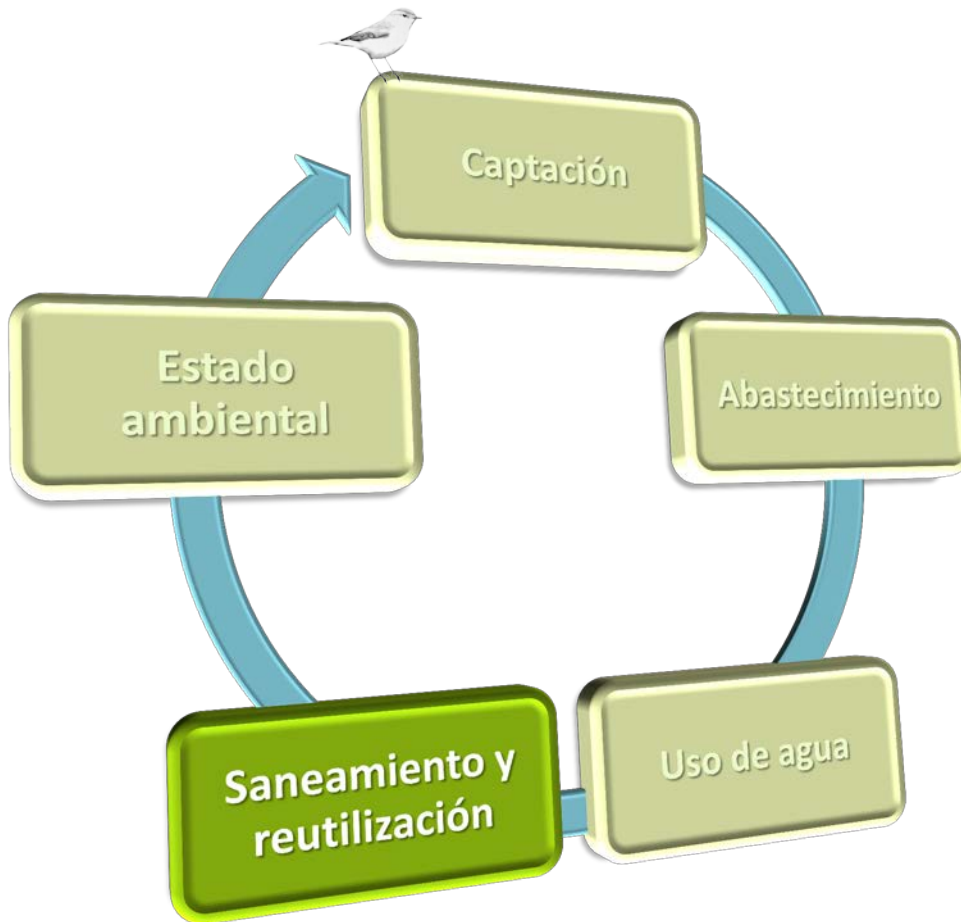 Captación
Abastecimiento
Uso de agua
Saneamiento y
reutilización
Estado
ambiental